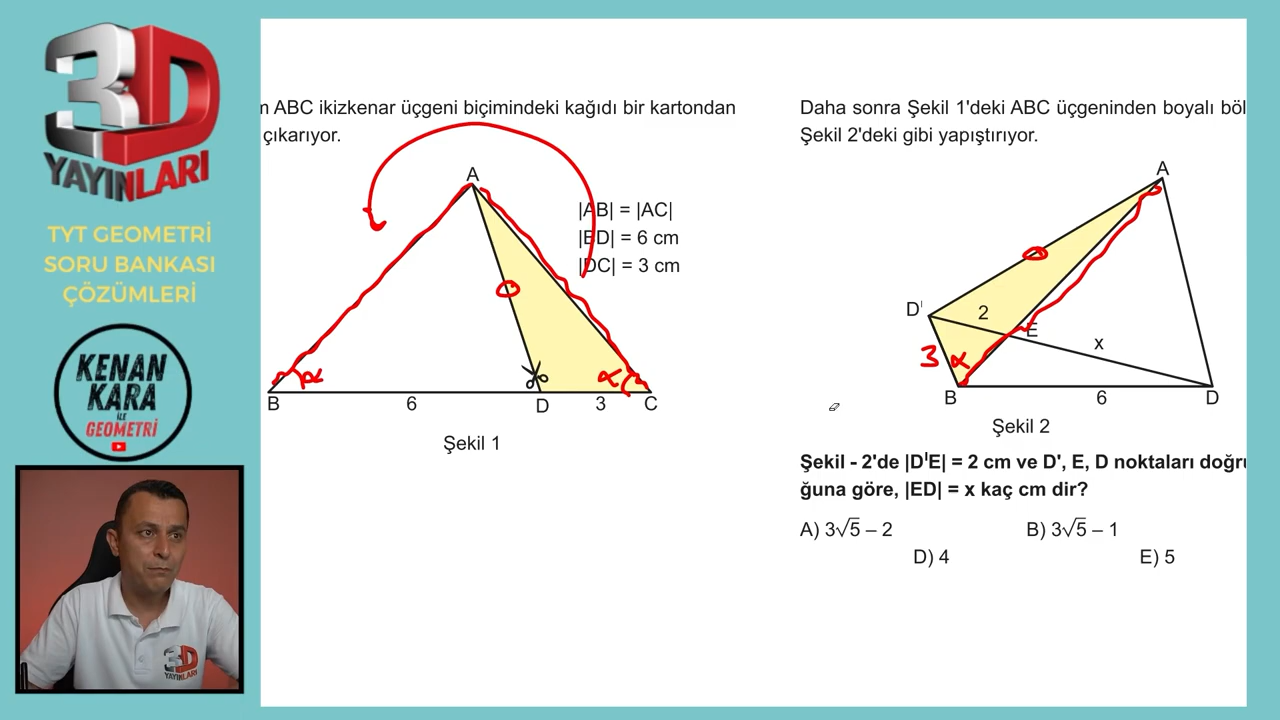 3D
YAYINLARI
TYT GEOMETRİ
SORU BANKASI
ÇÖZÜMLERİ
KENAN
KARA
İLE
GEOMETRİ
3D
YAYINLARI
ABC ikizkenar üçgeni biçimindeki kağıdı bir kartondan
çıkarıyor.
A
|AB| = |AC|
|ED| = 6 cm
|DC| = 3 cm
α
α
B
6
D
3
C
Şekil 1
Daha sonra Şekil 1'deki ABC üçgeninden boyalı böl
Şekil 2'deki gibi yapıştırıyor.
A
D'
2
E
x
3
α
B
6
D
Şekil 2
Şekil - 2'de |D'E| = 2 cm ve D', E, D noktaları doğru
ğuna göre, |ED| = x kaç cm dir?
A) 3√5 – 2
B) 3√5 – 1
D) 4
E) 5